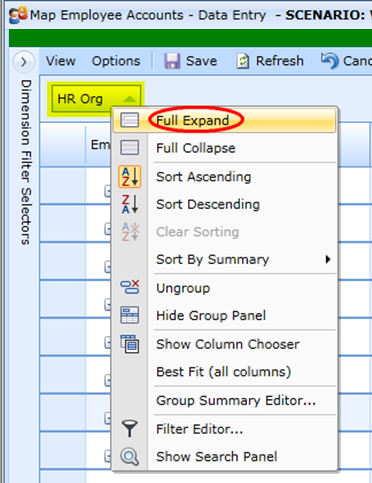 Map Employee Accounts - Data Entry - SCENARIO:
View Options Save Refresh Canc
Dimension Filter Selectors
HR Org
Em
Full Expand
Full Collapse
Sort Ascending
Sort Descending
Clear Sorting
Sort By Summary
Ungroup
Hide Group Panel
Show Column Chooser
Best Fit (all columns)
Group Summary Editor...
Filter Editor...
Show Search Panel